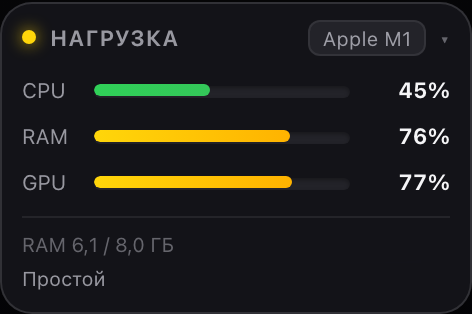 НАГРУЗКА Apple M1 ▾
CPU 45%
RAM 76%
GPU 77%
RAM 6,1 / 8,0 ГБ
Простой